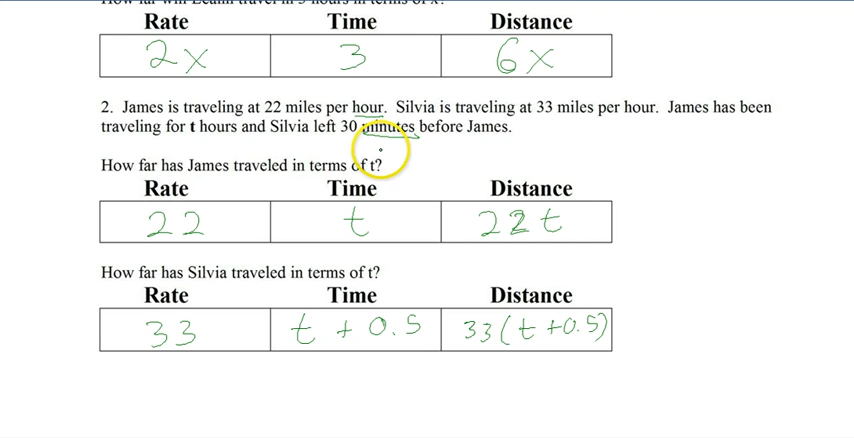 Rate Time Distance
2x 3 6x
2. James is traveling at 22 miles per hour. Silvia is traveling at 33 miles per hour. James has been
traveling for t hours and Silvia left 30 minutes before James.
How far has James traveled in terms of t?
Rate Time Distance
22 t 22t
How far has Silvia traveled in terms of t?
Rate Time Distance
33 t + 0.5 33(t +0.5)